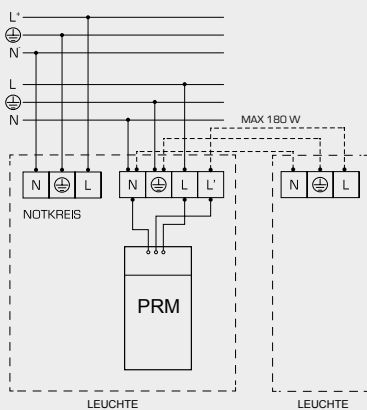 L⁺
N⁻
L
N
MAX 180 W
N L
N L L'
N L
NOTKREIS
PRM
LEUCHTE
LEUCHTE